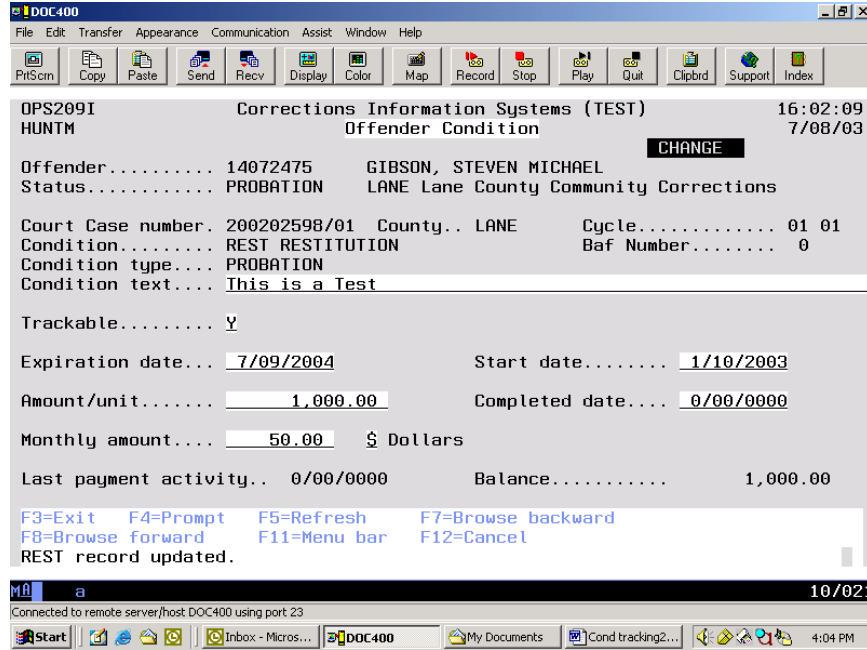 DOC400
File Edit Transfer Appearance Communication Assist Window Help
PrtScrn Copy Paste Send Recv Display Color Map Record Stop Play Quit Clipbrd Support Index
OPS209I Corrections Information Systems (TEST) 16:02:09
HUNTM Offender Condition 7/08/03
CHANGE
Offender.......... 14072475 GIBSON, STEVEN MICHAEL
Status............ PROBATION LANE Lane County Community Corrections
Court Case number. 200202598/01 County.. LANE Cycle............. 01 01
Condition......... REST RESTITUTION Baf Number........ 0
Condition type.... PROBATION
Condition text.... This is a Test
Trackable......... Y
Expiration date... 7/09/2004 Start date........ 1/10/2003
Amount/unit....... 1,000.00 Completed date.... 0/00/0000
Monthly amount.... 50.00 $ Dollars
Last payment activity.. 0/00/0000 Balance........... 1,000.00
F3=Exit F4=Prompt F5=Refresh F7=Browse backward
F8=Browse forward F11=Menu bar F12=Cancel
REST record updated.
MA a 10/021
Connected to remote server/host DOC400 using port 23
Start Inbox - Micros... DOC400 My Documents Cond tracking2... 4:04 PM